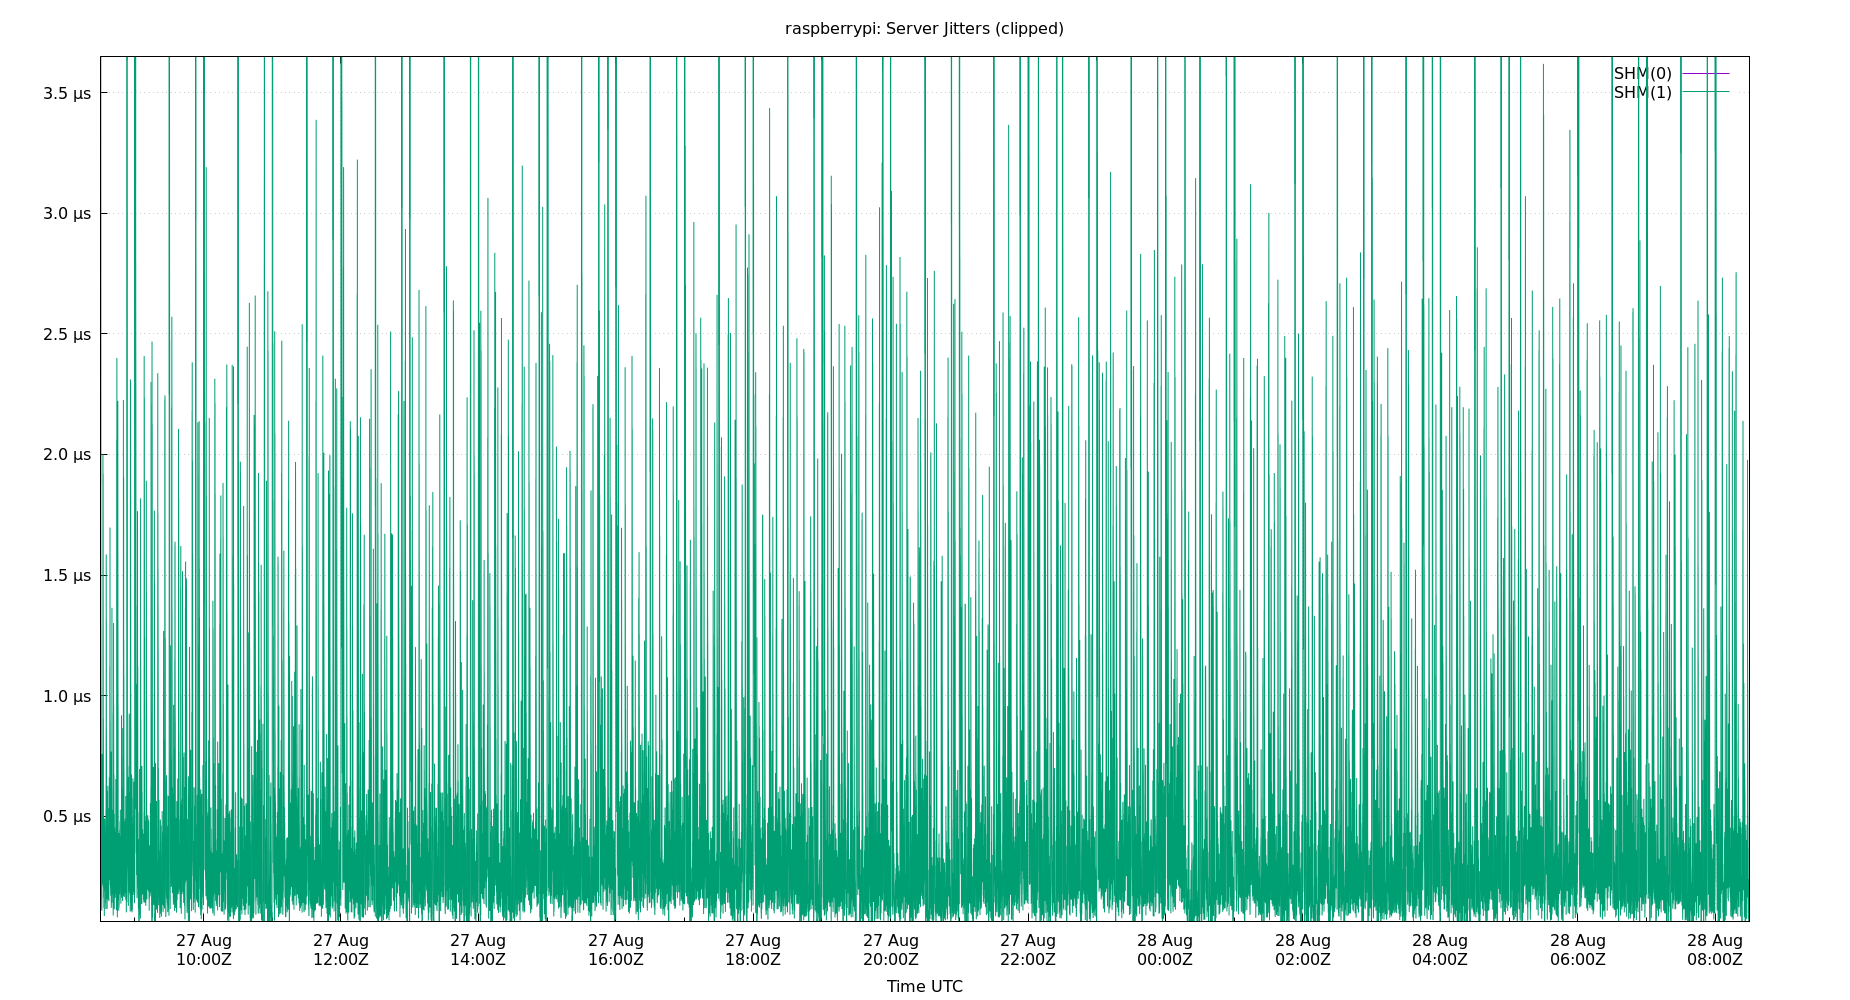 raspberrypi: Server Jitters (clipped)
SHM(0)
SHM(1)
3.5 µs
3.0 µs
2.5 µs
2.0 µs
1.5 µs
1.0 µs
0.5 µs
27 Aug 27 Aug 27 Aug 27 Aug 27 Aug 27 Aug 27 Aug 28 Aug 28 Aug 28 Aug 28 Aug 28 Aug
10:00Z 12:00Z 14:00Z 16:00Z 18:00Z 20:00Z 22:00Z 00:00Z 02:00Z 04:00Z 06:00Z 08:00Z
Time UTC